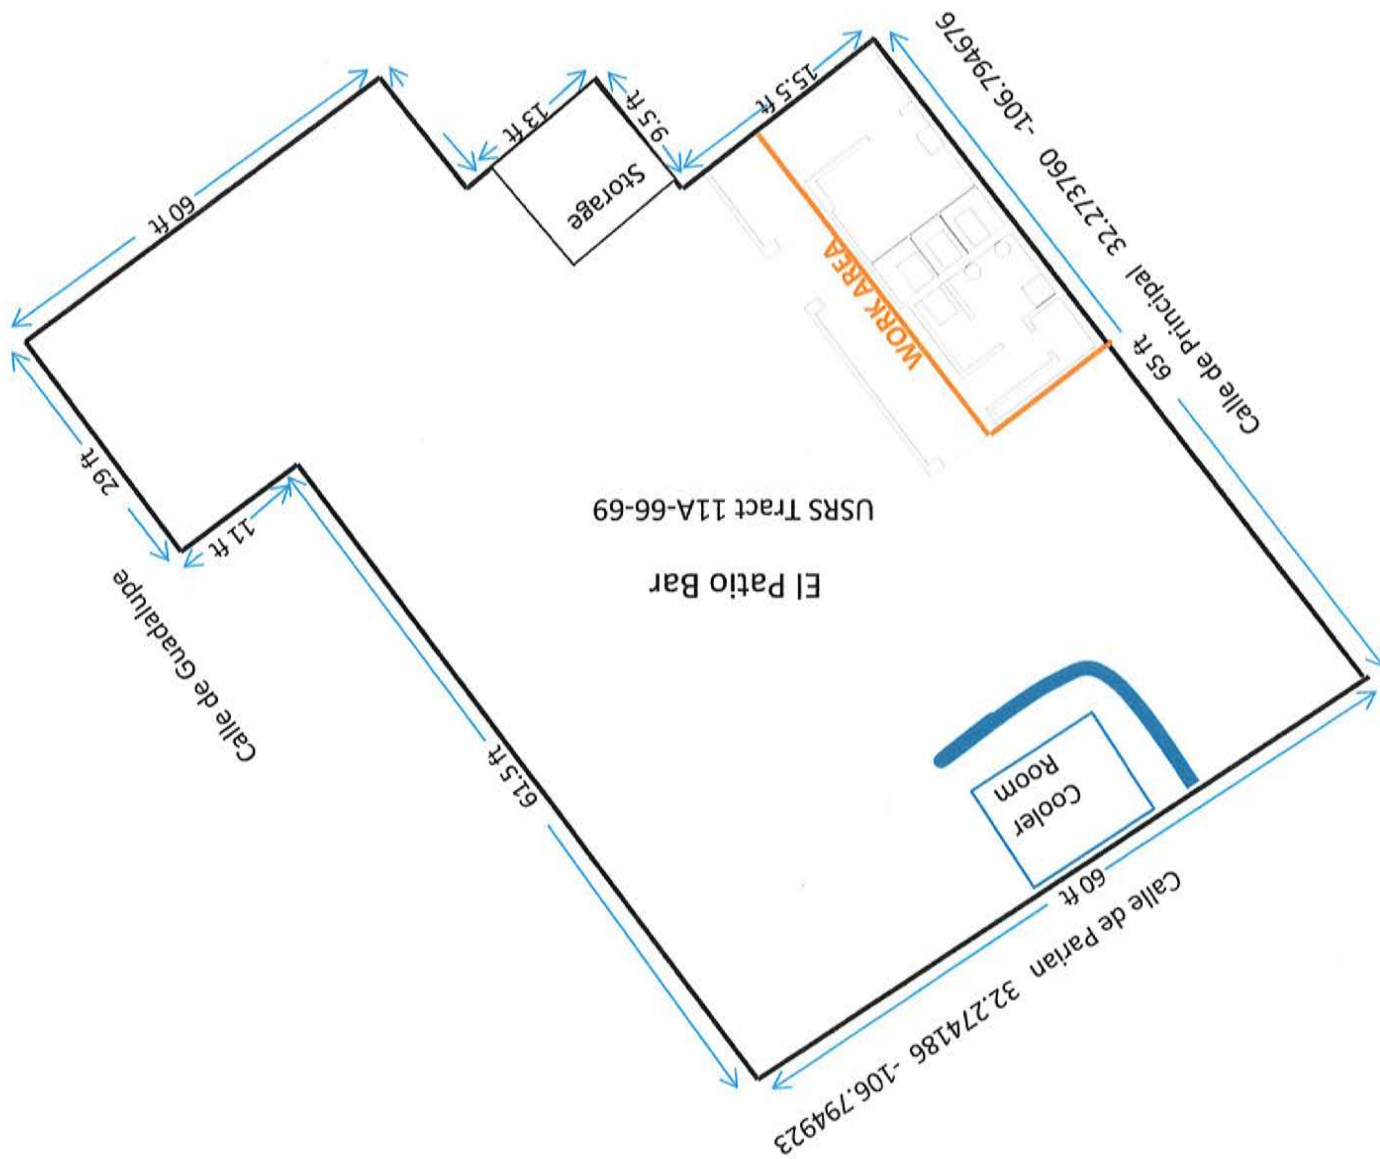 Calle de Parian 32.274186 -106.794923
60 ft
Cooler
Room
61.5 ft
Calle de Guadalupe
El Patio Bar
USRS Tract 11A-66-69
11 ft
29 ft
Calle de Principal 32.273760 -106.794676
65 ft
WORK AREA
Storage
60 ft
13 ft
9.5 ft
15.5 ft